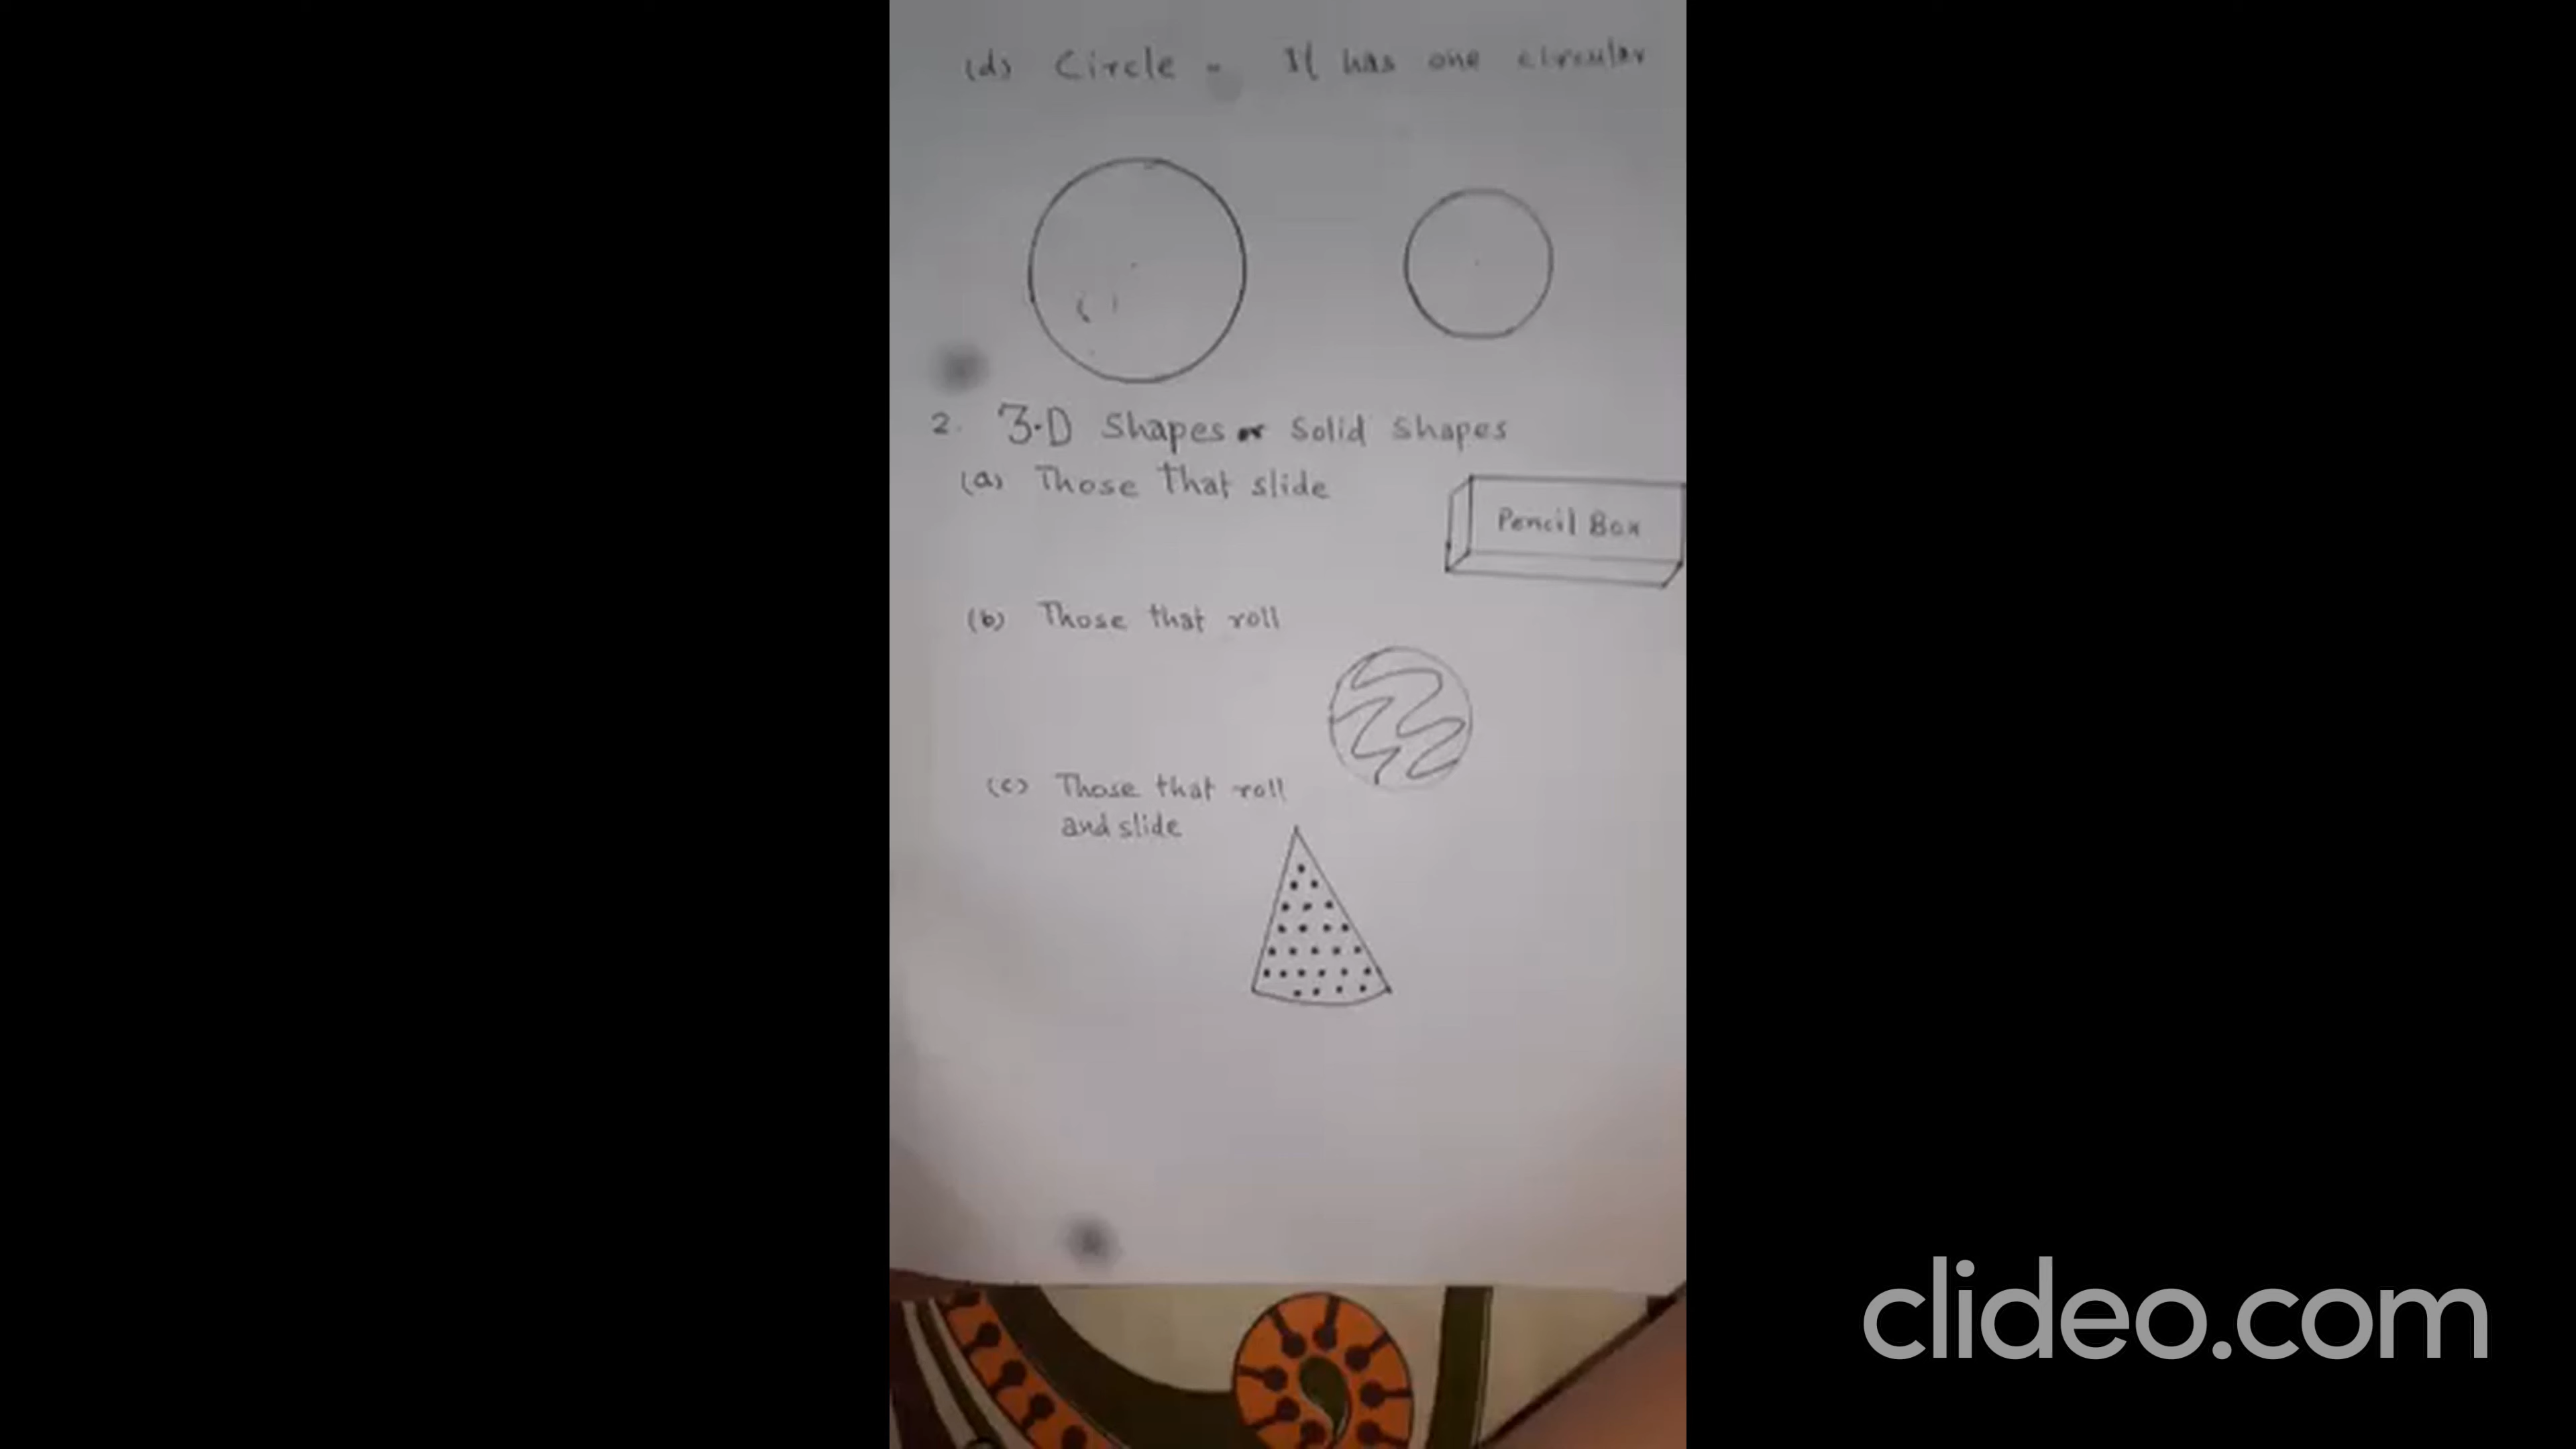 (d) Circle - It has one circular
2. 3-D Shapes or Solid Shapes
(a) Those That slide
Pencil Box
(b) Those that roll
(c) Those that roll
and slide
clideo.com